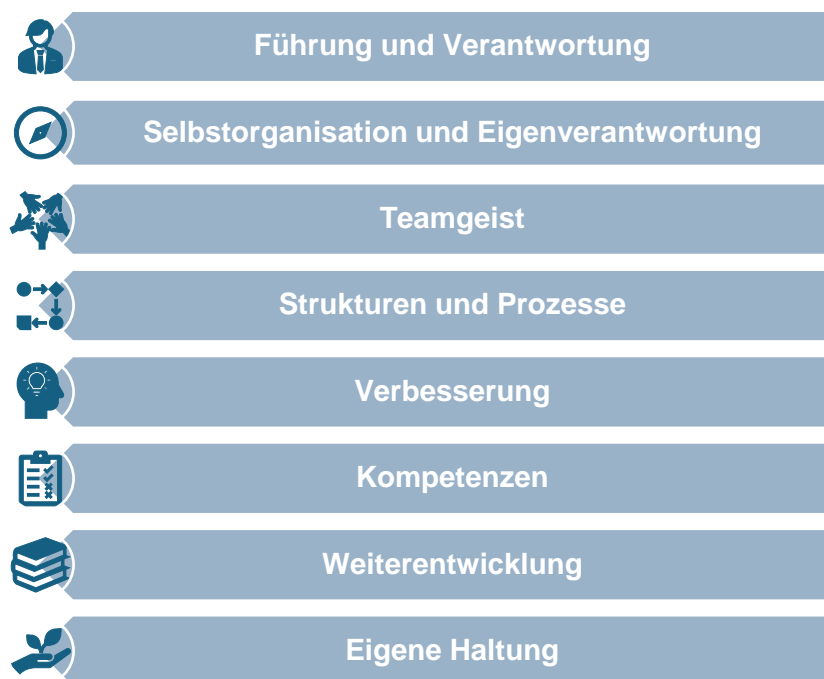 Führung und Verantwortung
Selbstorganisation und Eigenverantwortung
Teamgeist
Strukturen und Prozesse
Verbesserung
Kompetenzen
Weiterentwicklung
Eigene Haltung